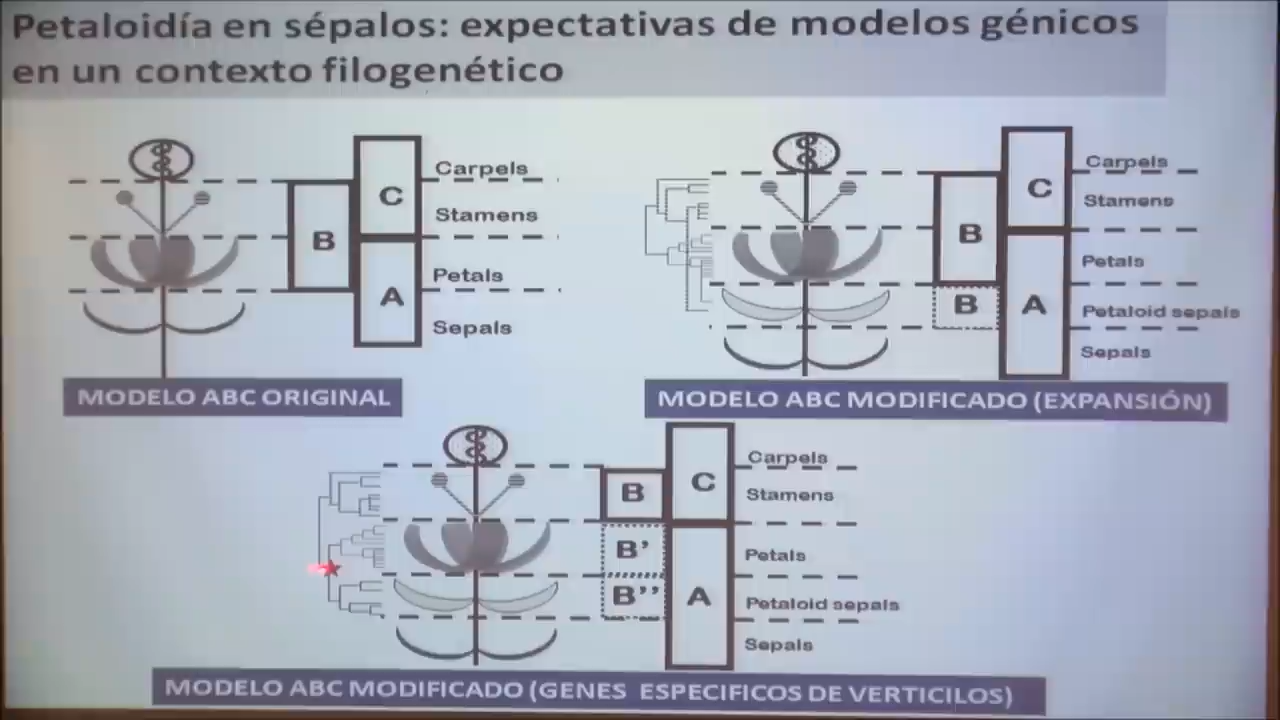 Petaloidía en sépalos: expectativas de modelos génicos
en un contexto filogenético
Carpels
C
Stamens
B
Petals
A
Sepals
MODELO ABC ORIGINAL
Carpels
C
Stamens
B
Petals
B
A
Petaloid sepals
Sepals
MODELO ABC MODIFICADO (EXPANSIÓN)
Carpels
B
C
Stamens
B’
Petals
B’’
A
Petaloid sepals
Sepals
MODELO ABC MODIFICADO (GENES ESPECIFICOS DE VERTICILOS)